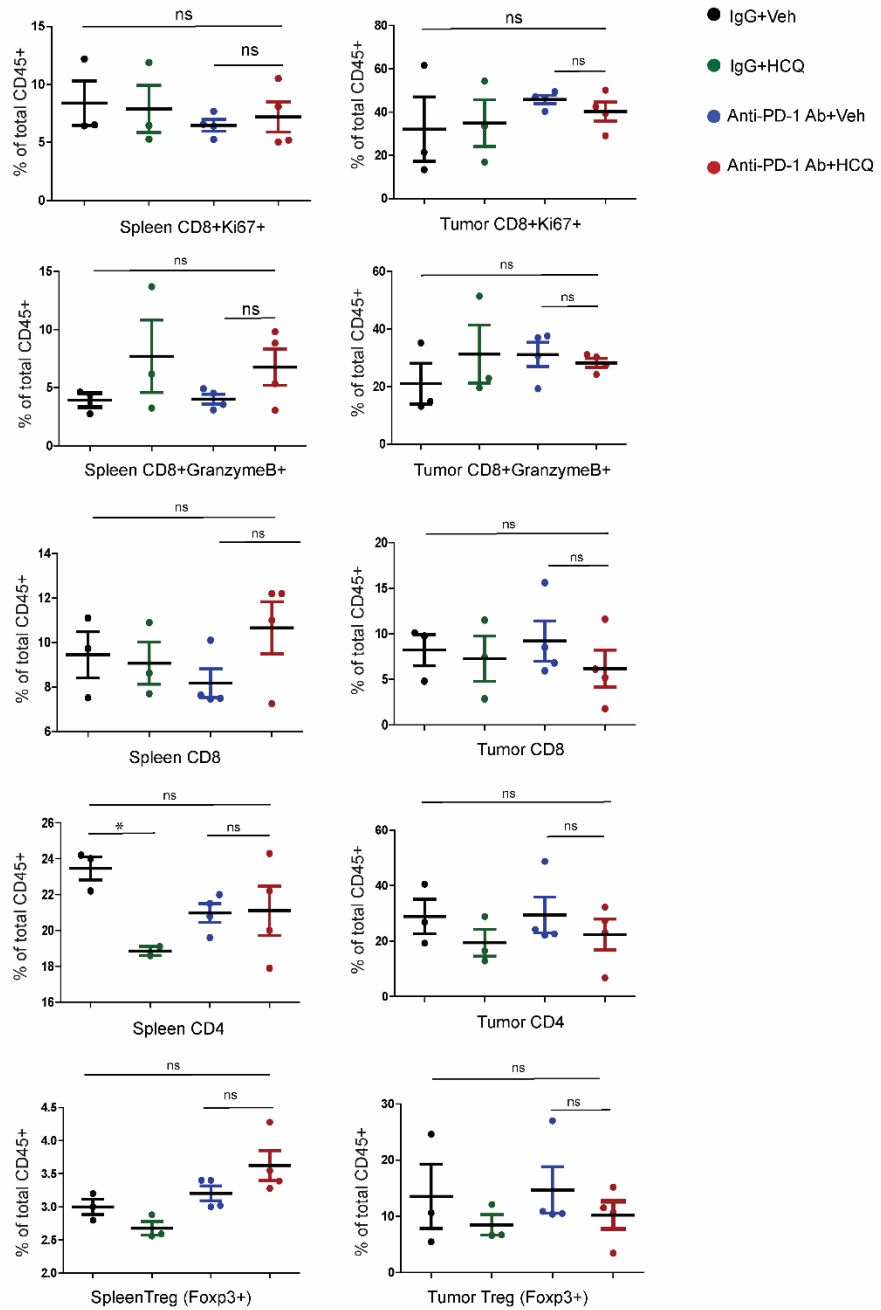 % of total CD45+
15
10
5
0
ns
ns
Spleen CD8+Ki67+
% of total CD45+
80
60
40
20
0
ns
ns
Tumor CD8+Ki67+
IgG+Veh
IgG+HCQ
Anti-PD-1 Ab+Veh
Anti-PD-1 Ab+HCQ
% of total CD45+
15
10
5
0
ns
ns
Spleen CD8+GranzymeB+
% of total CD45+
60
40
20
0
ns
ns
Tumor CD8+GranzymeB+
% of total CD45+
14
12
10
8
6
ns
ns
Spleen CD8
% of total CD45+
20
15
10
5
0
ns
ns
Tumor CD8
% of total CD45+
26
24
22
20
18
16
ns
*
ns
Spleen CD4
% of total CD45+
60
40
20
0
ns
ns
Tumor CD4
% of total CD45+
4.5
4.0
3.5
3.0
2.5
2.0
ns
ns
SpleenTreg (Foxp3+)
% of total CD45+
30
20
10
0
ns
ns
Tumor Treg (Foxp3+)